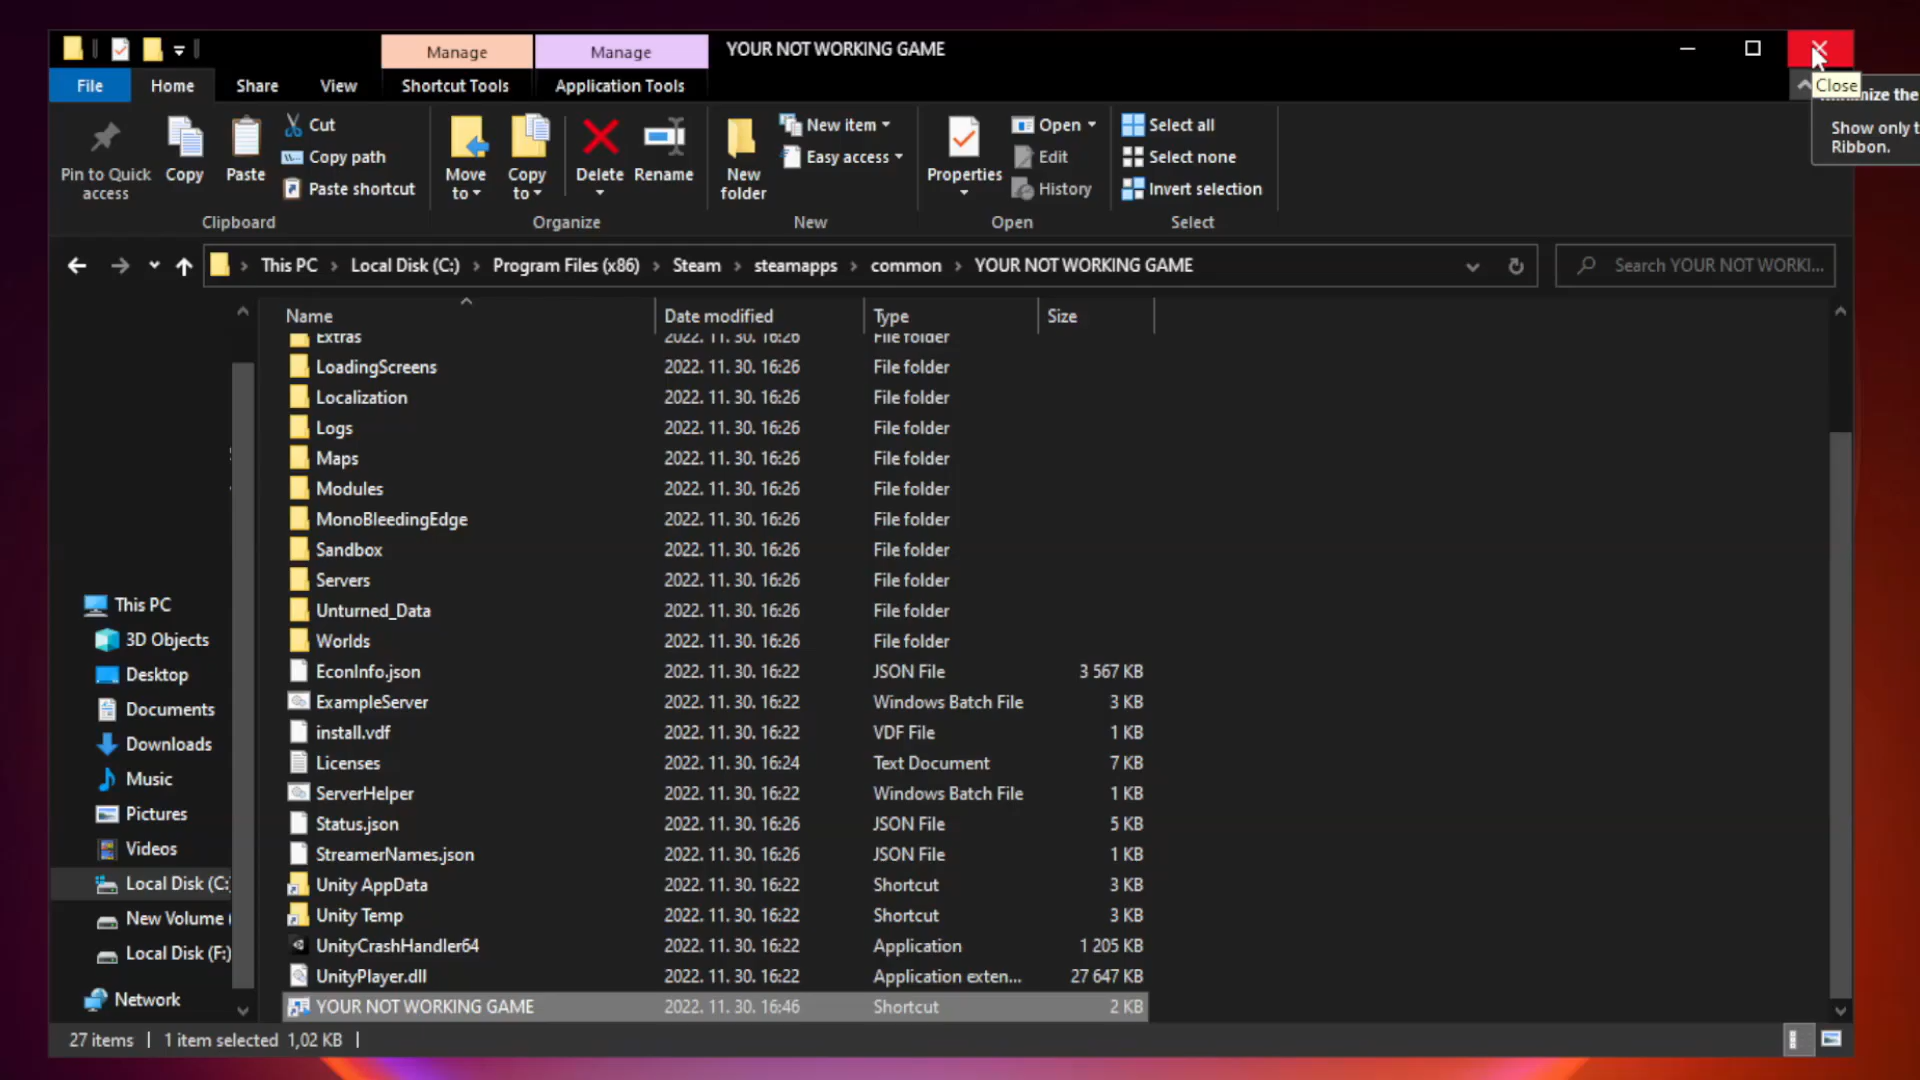 Manage
Manage
YOUR NOT WORKING GAME
File
Home
Share
View
Shortcut Tools
Application Tools
Close
imize the
Show only t
Ribbon.
Pin to Quick
access
Copy
Paste
Cut
Copy path
Paste shortcut
Clipboard
Move
to
Copy
to
Delete
Rename
Organize
New
folder
New item
Easy access
New
Properties
Open
Edit
History
Open
Select all
Select none
Invert selection
Select
This PC
Local Disk (C:)
Program Files (x86)
Steam
steamapps
common
YOUR NOT WORKING GAME
Search YOUR NOT WORKI...
Name
Date modified
Type
Size
Extras 2022. 11. 30. 16:26 File folder
LoadingScreens 2022. 11. 30. 16:26 File folder
Localization 2022. 11. 30. 16:26 File folder
Logs 2022. 11. 30. 16:26 File folder
Maps 2022. 11. 30. 16:26 File folder
Modules 2022. 11. 30. 16:26 File folder
MonoBleedingEdge 2022. 11. 30. 16:26 File folder
Sandbox 2022. 11. 30. 16:26 File folder
Servers 2022. 11. 30. 16:26 File folder
Unturned_Data 2022. 11. 30. 16:26 File folder
Worlds 2022. 11. 30. 16:26 File folder
EconInfo.json 2022. 11. 30. 16:22 JSON File 3 567 KB
ExampleServer 2022. 11. 30. 16:22 Windows Batch File 3 KB
install.vdf 2022. 11. 30. 16:22 VDF File 1 KB
Licenses 2022. 11. 30. 16:24 Text Document 7 KB
ServerHelper 2022. 11. 30. 16:22 Windows Batch File 1 KB
Status.json 2022. 11. 30. 16:26 JSON File 5 KB
StreamerNames.json 2022. 11. 30. 16:26 JSON File 1 KB
Unity AppData 2022. 11. 30. 16:22 Shortcut 3 KB
Unity Temp 2022. 11. 30. 16:22 Shortcut 3 KB
UnityCrashHandler64 2022. 11. 30. 16:22 Application 1 205 KB
UnityPlayer.dll 2022. 11. 30. 16:22 Application exten... 27 647 KB
YOUR NOT WORKING GAME 2022. 11. 30. 16:46 Shortcut 2 KB
This PC
3D Objects
Desktop
Documents
Downloads
Music
Pictures
Videos
Local Disk (C:)
New Volume (
Local Disk (F:)
Network
27 items
1 item selected 1,02 KB